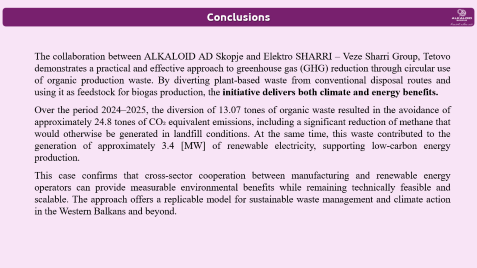 Conclusions
ALKALOID
SKOPJE
The collaboration between ALKALOID AD Skopje and Elektro SHARRI – Veze Sharri Group, Tetovo
demonstrates a practical and effective approach to greenhouse gas (GHG) reduction through circular use
of organic production waste. By diverting plant-based waste from conventional disposal routes and
using it as feedstock for biogas production, the initiative delivers both climate and energy benefits.
Over the period 2024–2025, the diversion of 13.07 tones of organic waste resulted in the avoidance of
approximately 24.8 tones of CO₂ equivalent emissions, including a significant reduction of methane that
would otherwise be generated in landfill conditions. At the same time, this waste contributed to the
generation of approximately 3.4 [MW] of renewable electricity, supporting low-carbon energy
production.
This case confirms that cross-sector cooperation between manufacturing and renewable energy
operators can provide measurable environmental benefits while remaining technically feasible and
scalable. The approach offers a replicable model for sustainable waste management and climate action
in the Western Balkans and beyond.